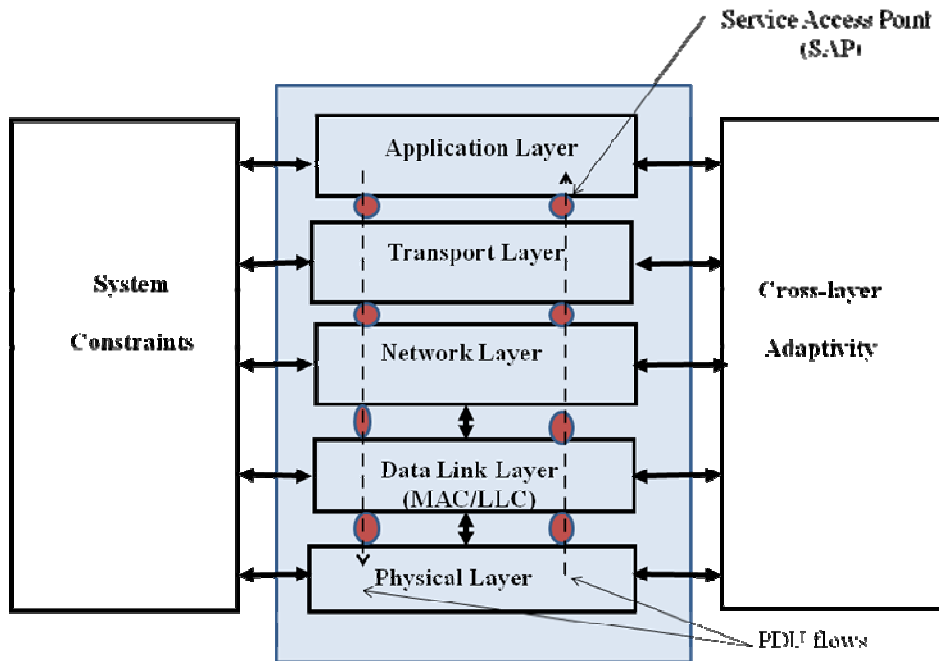 Service Access Point
(SAP)
Application Layer
Transport Layer
System
Constraints
Cross-layer
Adaptivity
Network Layer
Data Link Layer
(MAC/LLC)
Physical Layer
PDU flows